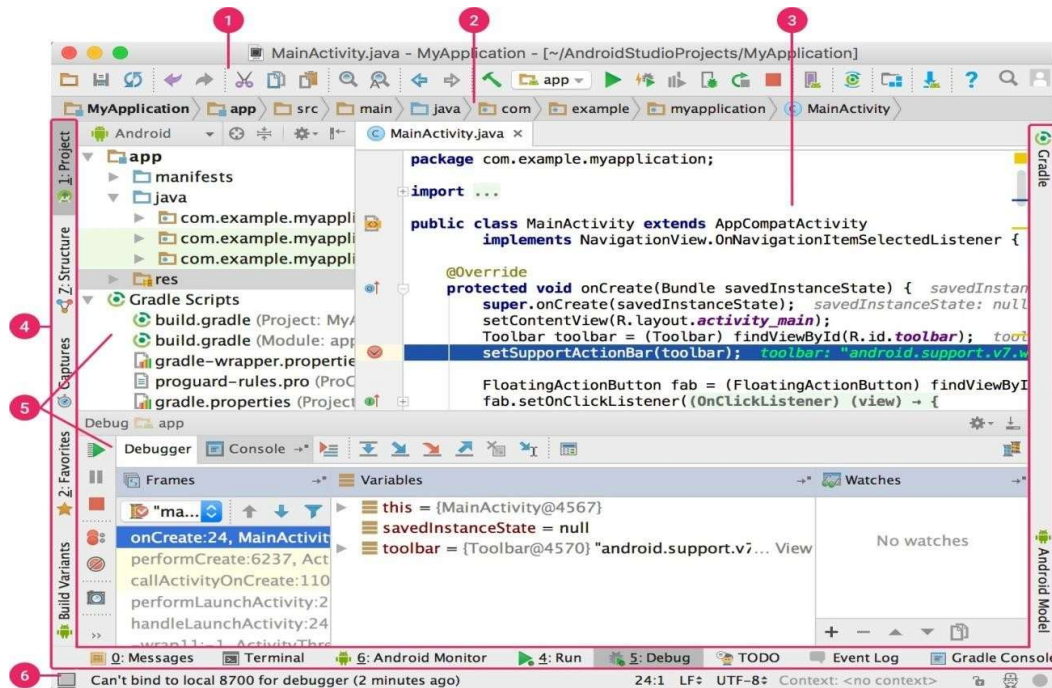 1 2 3
MainActivity.java - MyApplication - [~/AndroidStudioProjects/MyApplication]
app
MyApplication app src main java com example myapplication MainActivity
Android
MainActivity.java
1: Project
Z: Structure
Captures
2: Favorites
Build Variants
4
5
6
app
manifests
java
com.example.myappli
com.example.myappli
com.example.myappli
res
Gradle Scripts
build.gradle (Project: MyA
build.gradle (Module: app
gradle-wrapper.propertie
proguard-rules.pro (ProG
gradle.properties (Project
package com.example.myapplication;
import ...
public class MainActivity extends AppCompatActivity
implements NavigationView.OnNavigationItemSelectedListener {
@Override
protected void onCreate(Bundle savedInstanceState) { savedInstan
super.onCreate(savedInstanceState); savedInstanceState: null
setContentView(R.layout.activity_main);
Toolbar toolbar = (Toolbar) findViewById(R.id.toolbar); tool
setSupportActionBar(toolbar); toolbar: "android.support.v7.w
FloatingActionButton fab = (FloatingActionButton) findViewByI
fab.setOnClickListener((OnClickListener) (view) → {
Gradle
Android Model
Debug app
Debugger Console
Frames Variables Watches
"ma...
onCreate:24, MainActivit
performCreate:6237, Act
callActivityOnCreate:110
performLaunchActivity:2
handleLaunchActivity:24
-wrap11:-1, ActivityThre
this = {MainActivity@4567}
savedInstanceState = null
toolbar = {Toolbar@4570} "android.support.v7... View
No watches
0: Messages Terminal 6: Android Monitor 4: Run 5: Debug TODO Event Log Gradle Console
Can't bind to local 8700 for debugger (2 minutes ago) 24:1 LF UTF-8 Context: <no context>